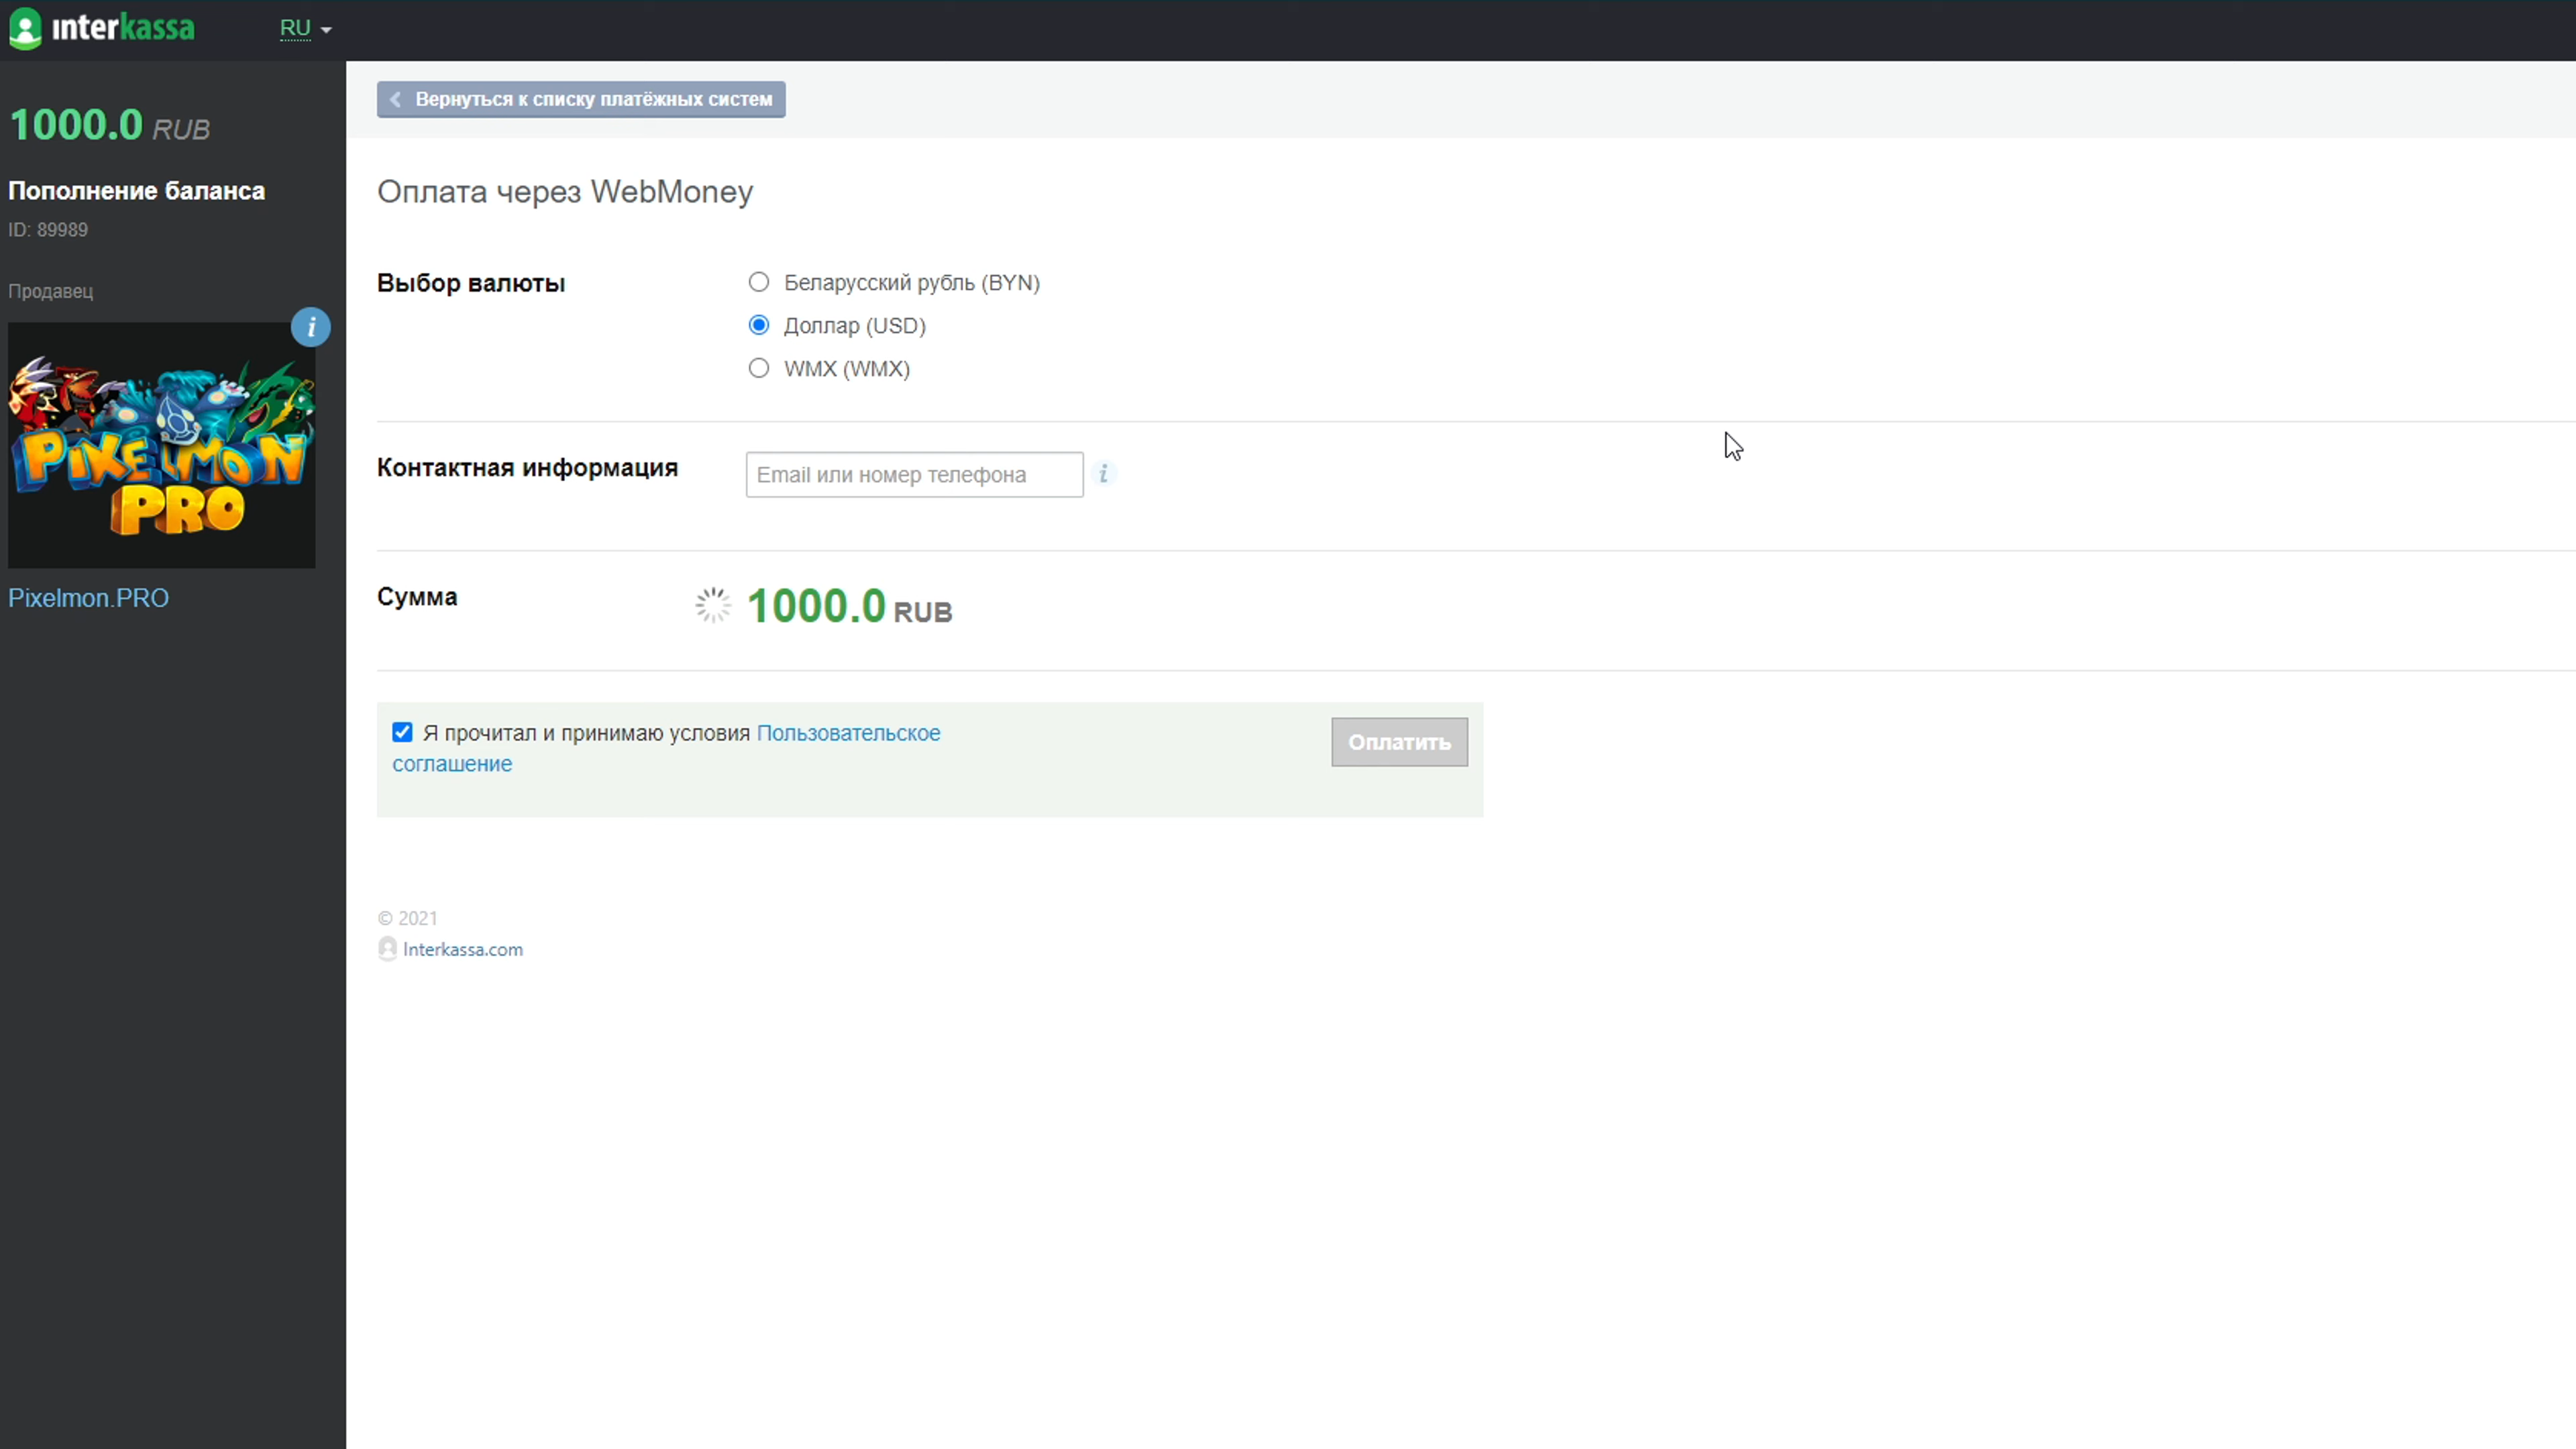 interkassa
RU
1000.0 RUB
Пополнение баланса
ID: 89989
Продавец
i
PIXELMON
PRO
Pixelmon.PRO
Вернуться к списку платёжных систем
Оплата через WebMoney
Выбор валюты
Беларусский рубль (BYN)
Доллар (USD)
WMX (WMX)
Контактная информация
Email или номер телефона
i
Сумма
1000.0 RUB
Я прочитал и принимаю условия Пользовательское
соглашение
Оплатить
© 2021
Interkassa.com